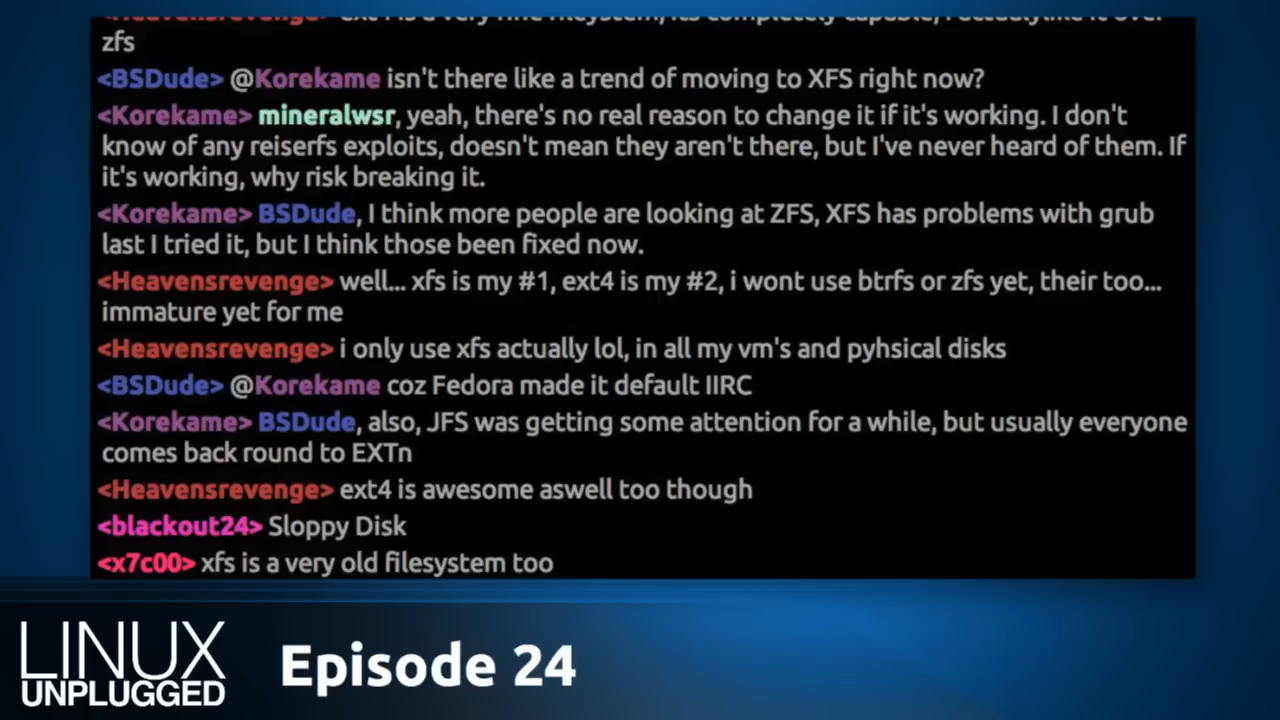 zfs
<BSDude> @Korekame isn't there like a trend of moving to XFS right now?
<Korekame> mineralwsr, yeah, there's no real reason to change it if it's working. I don't
know of any reiserfs exploits, doesn't mean they aren't there, but I've never heard of them. If
it's working, why risk breaking it.
<Korekame> BSDude, I think more people are looking at ZFS, XFS has problems with grub
last I tried it, but I think those been fixed now.
<Heavensrevenge> well... xfs is my #1, ext4 is my #2, i wont use btrfs or zfs yet, their too...
immature yet for me
<Heavensrevenge> i only use xfs actually lol, in all my vm's and pyhsical disks
<BSDude> @Korekame coz Fedora made it default IIRC
<Korekame> BSDude, also, JFS was getting some attention for a while, but usually everyone
comes back round to EXTn
<Heavensrevenge> ext4 is awesome aswell too though
<blackout24> Sloppy Disk
<x7c00> xfs is a very old filesystem too
LINUX
UNPLUGGED
Episode 24